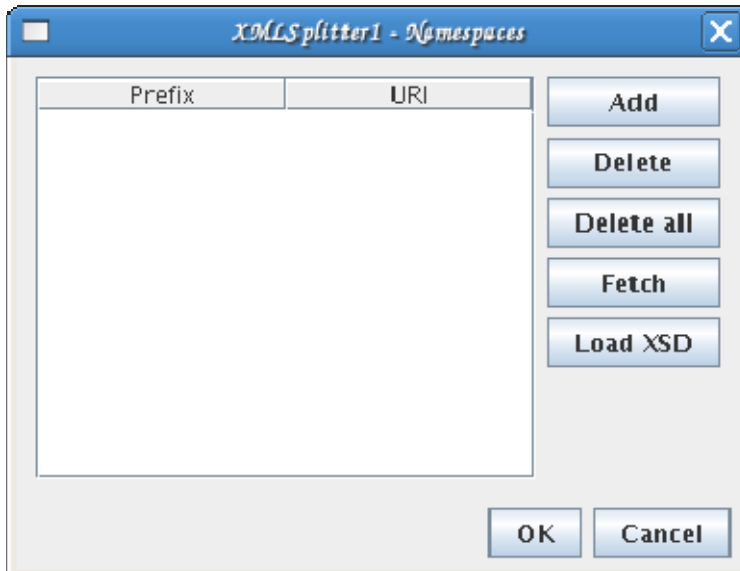 XMLSplitter1 - Namespaces
Prefix URI
Add
Delete
Delete all
Fetch
Load XSD
OK Cancel